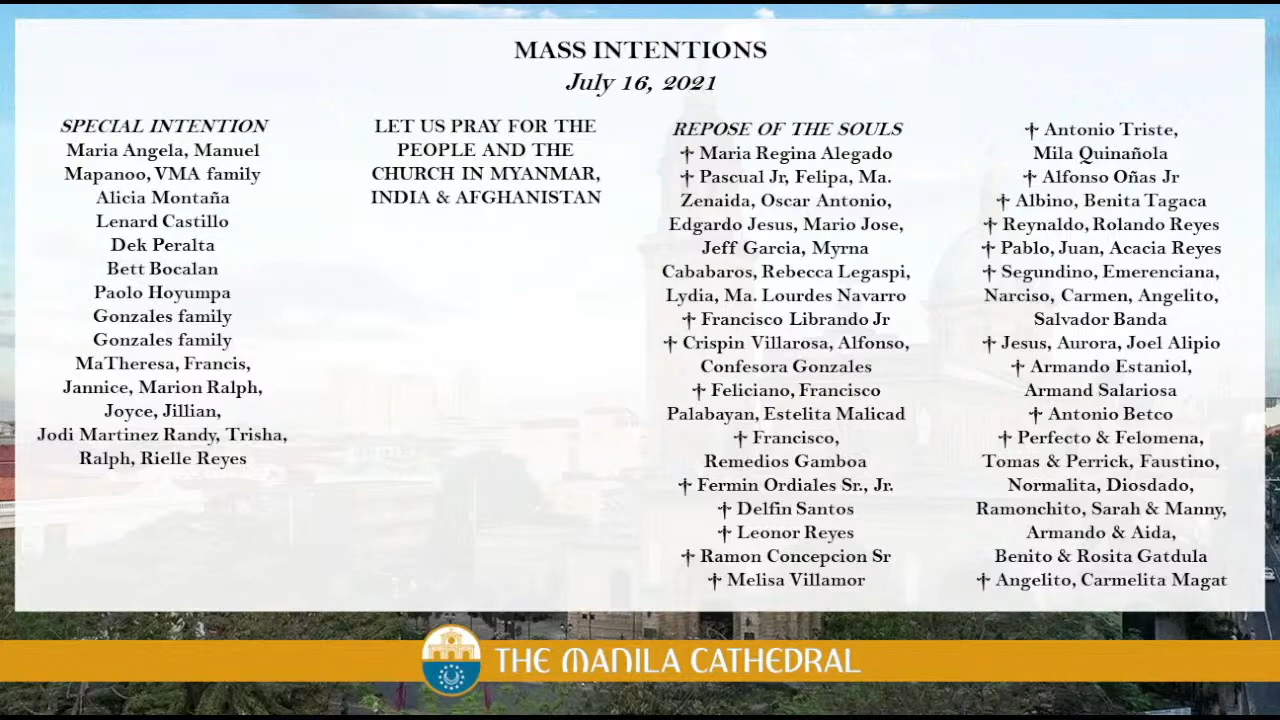 MASS INTENTIONS
July 16, 2021
SPECIAL INTENTION
Maria Angela, Manuel
Mapanoo, VMA family
Alicia Montaña
Lenard Castillo
Dek Peralta
Bett Bocalan
Paolo Hoyumpa
Gonzales family
Gonzales family
MaTheresa, Francis,
Jannice, Marion Ralph,
Joyce, Jillian,
Jodi Martinez Randy, Trisha,
Ralph, Rielle Reyes
LET US PRAY FOR THE
PEOPLE AND THE
CHURCH IN MYANMAR,
INDIA & AFGHANISTAN
REPOSE OF THE SOULS
✝ Maria Regina Alegado
✝ Pascual Jr, Felipa, Ma.
Zenaida, Oscar Antonio,
Edgardo Jesus, Mario Jose,
Jeff Garcia, Myrna
Cababaros, Rebecca Legaspi,
Lydia, Ma. Lourdes Navarro
✝ Francisco Librando Jr
✝ Crispin Villarosa, Alfonso,
Confesora Gonzales
✝ Feliciano, Francisco
Palabayan, Estelita Malicad
✝ Francisco,
Remedios Gamboa
✝ Fermin Ordiales Sr., Jr.
✝ Delfin Santos
✝ Leonor Reyes
✝ Ramon Concepcion Sr
✝ Melisa Villamor
✝ Antonio Triste,
Mila Quinañola
✝ Alfonso Oñas Jr
✝ Albino, Benita Tagaca
✝ Reynaldo, Rolando Reyes
✝ Pablo, Juan, Acacia Reyes
✝ Segundino, Emerenciana,
Narciso, Carmen, Angelito,
Salvador Banda
✝ Jesus, Aurora, Joel Alipio
✝ Armando Estaniol,
Armand Salariosa
✝ Antonio Betco
✝ Perfecto & Felomena,
Tomas & Perrick, Faustino,
Normalita, Diosdado,
Ramonchito, Sarah & Manny,
Armando & Aida,
Benito & Rosita Gatdula
✝ Angelito, Carmelita Magat
THE MANILA CATHEDRAL